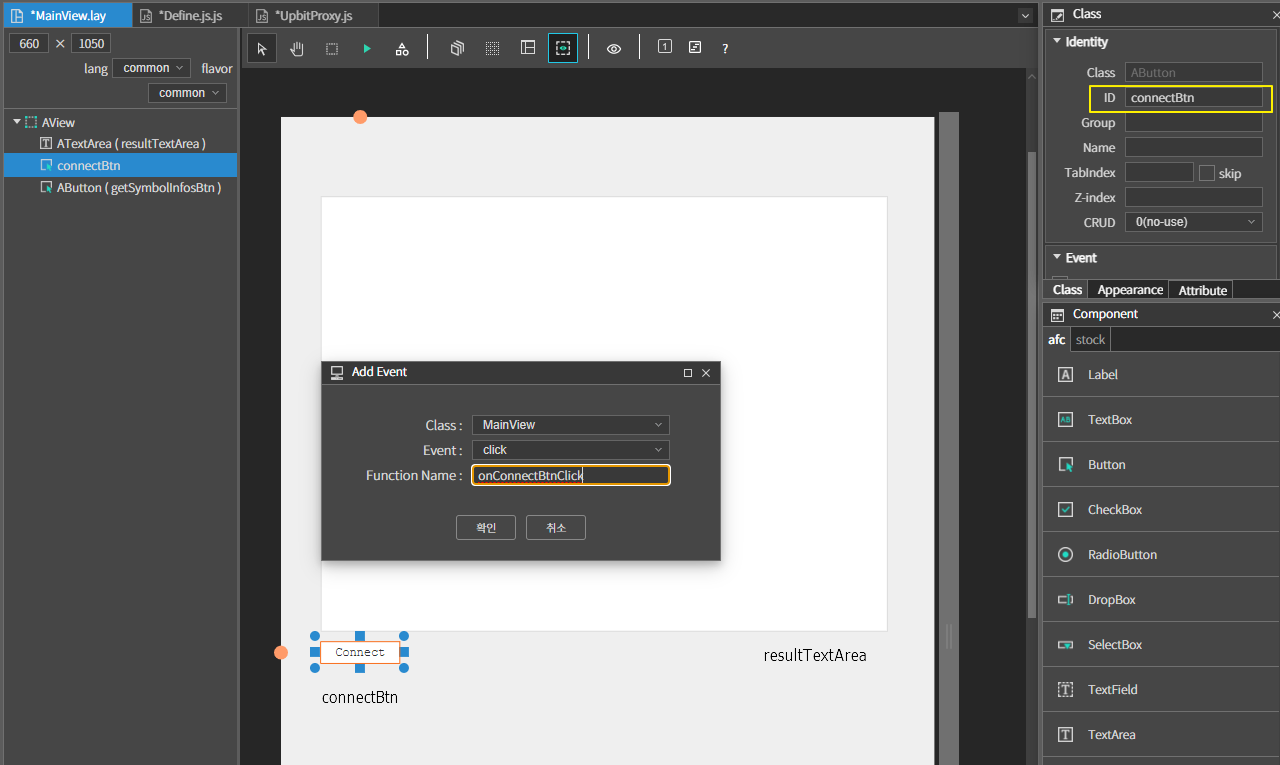 *MainView.lay
*Define.js.js
*UpbitProxy.js
660 × 1050
lang common flavor
common
AView
ATextArea ( resultTextArea )
connectBtn
AButton ( getSymbolInfosBtn )
1 ?
Add Event
Class : MainView
Event : click
Function Name : onConnectBtnClick
확인 취소
Connect
connectBtn
resultTextArea
Class
Identity
Class AButton
ID connectBtn
Group
Name
TabIndex skip
Z-index
CRUD 0(no-use)
Event
Class Appearance Attribute
Component
afc stock
A Label
AB TextBox
Button
CheckBox
RadioButton
DropBox
SelectBox
T TextField
T TextArea